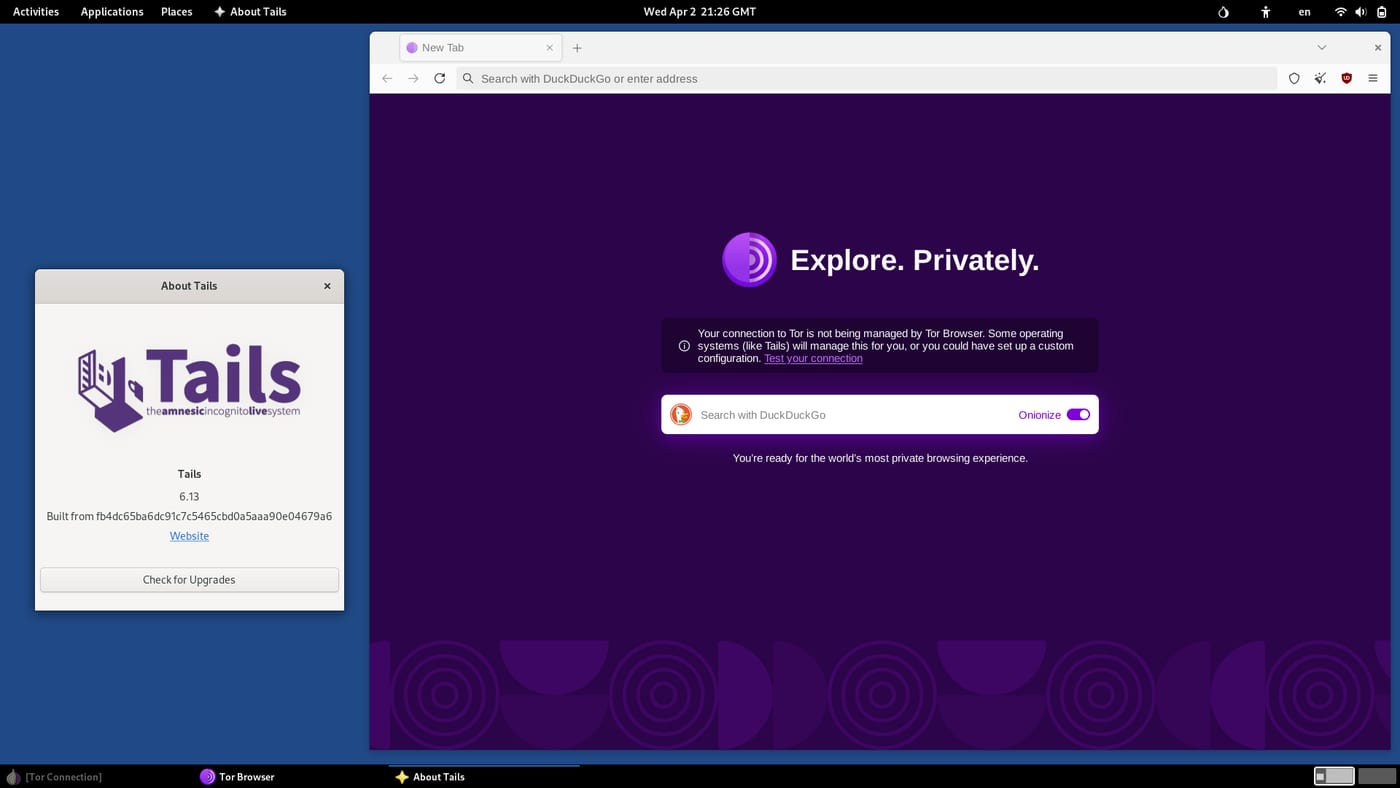 Activities Applications Places About Tails Wed Apr 2 21:26 GMT en
New Tab
Search with DuckDuckGo or enter address
Explore. Privately.
Your connection to Tor is not being managed by Tor Browser. Some operating
systems (like Tails) will manage this for you, or you could have set up a custom
configuration. Test your connection
Search with DuckDuckGo Onionize
You're ready for the world's most private browsing experience.
About Tails
Tails
theamnesicincognitolivesystem
Tails
6.13
Built from fb4dc65ba6dc91c7c5465cbd0a5aaa90e04679a6
Website
Check for Upgrades
[Tor Connection] Tor Browser About Tails